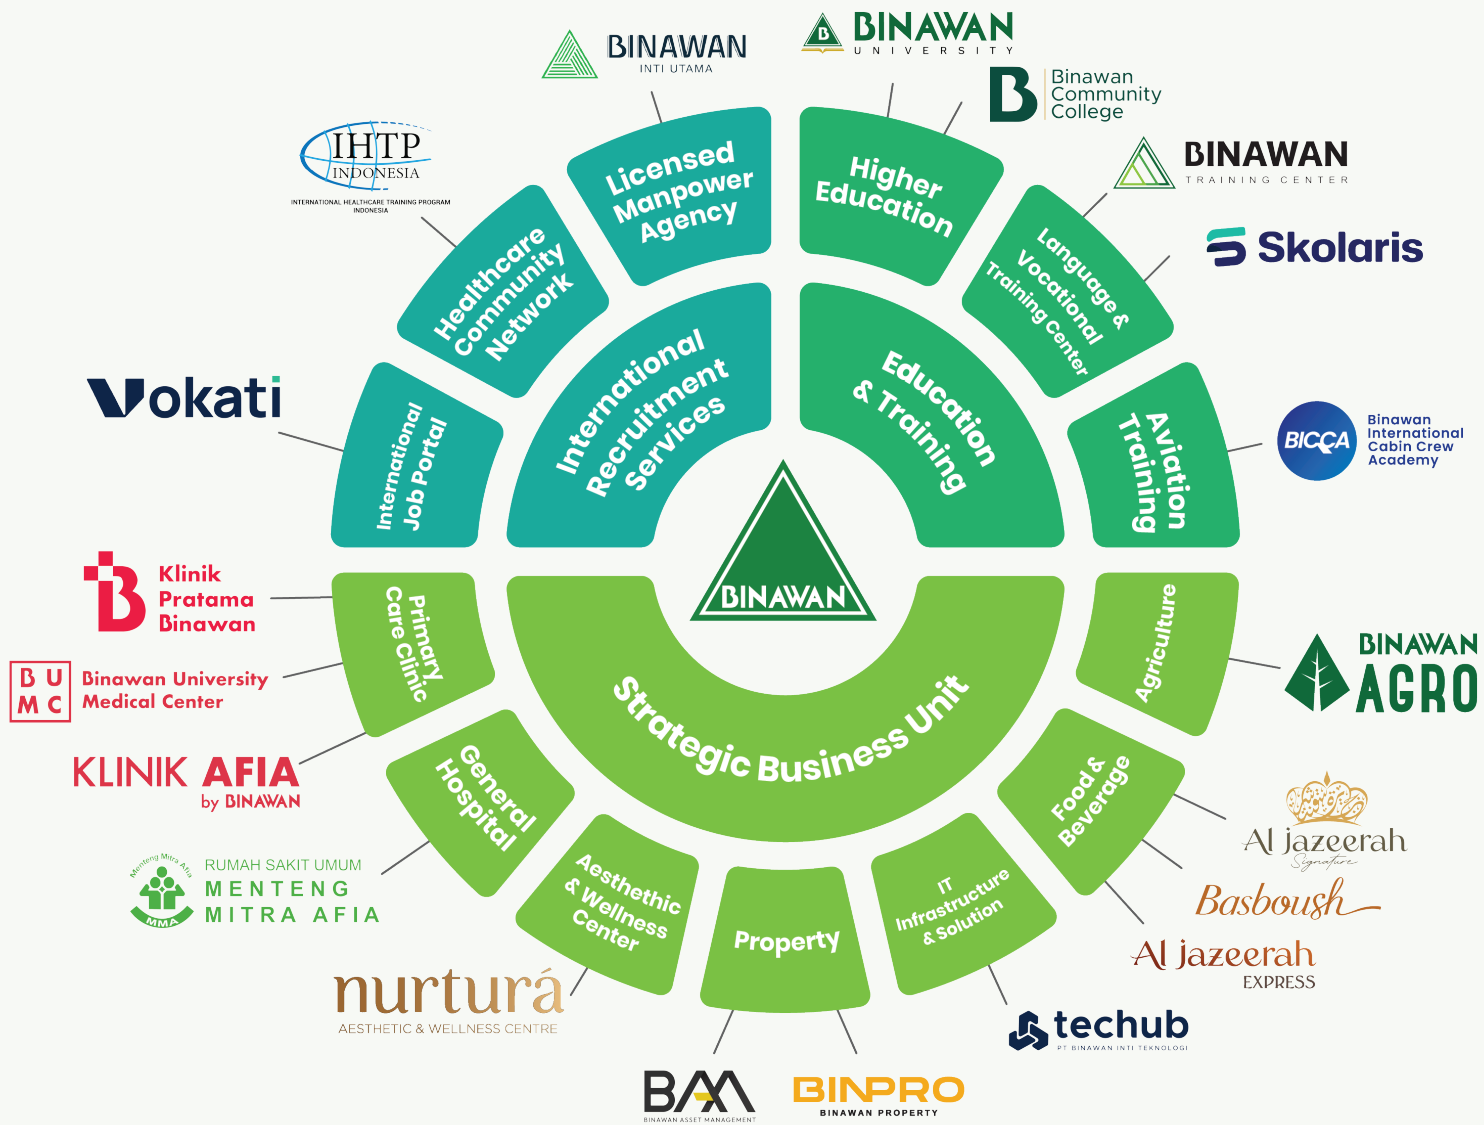 BINAWAN
INTI UTAMA
B
BINAWAN
UNIVERSITY
B
Binawan
Community
College
IHTP
INDONESIA
INTERNATIONAL HEALTHCARE TRAINING PROGRAM
INDONESIA
BINAWAN
TRAINING CENTER
Skolaris
Vokati
BICCA
Binawan
International
Cabin Crew
Academy
Licensed
Manpower
Agency
Higher
Education
Healthcare
Community
Network
Language &
Vocational
Training Center
International
Job Portal
Aviation
Training
International
Recruitment
Services
Education
& Training
BINAWAN
Strategic Business Unit
Primary
Care Clinic
Agriculture
General
Hospital
Food &
Beverage
Aesthethic
& Wellness
Center
Property
IT
Infrastructure
& Solution
B
Klinik
Pratama
Binawan
BU
MC
Binawan University
Medical Center
KLINIK AFIA
by BINAWAN
Menteng Mitra Afia
MMA
RUMAH SAKIT UMUM
MENTENG
MITRA AFIA
nurturá
AESTHETIC & WELLNESS CENTRE
BAM
BINAWAN ASSET MANAGEMENT
BINPRO
BINAWAN PROPERTY
techub
PT BINAWAN INTI TEKNOLOGI
BINAWAN
AGRO
Al jazeerah
Signature
Basboush
Al jazeerah
EXPRESS